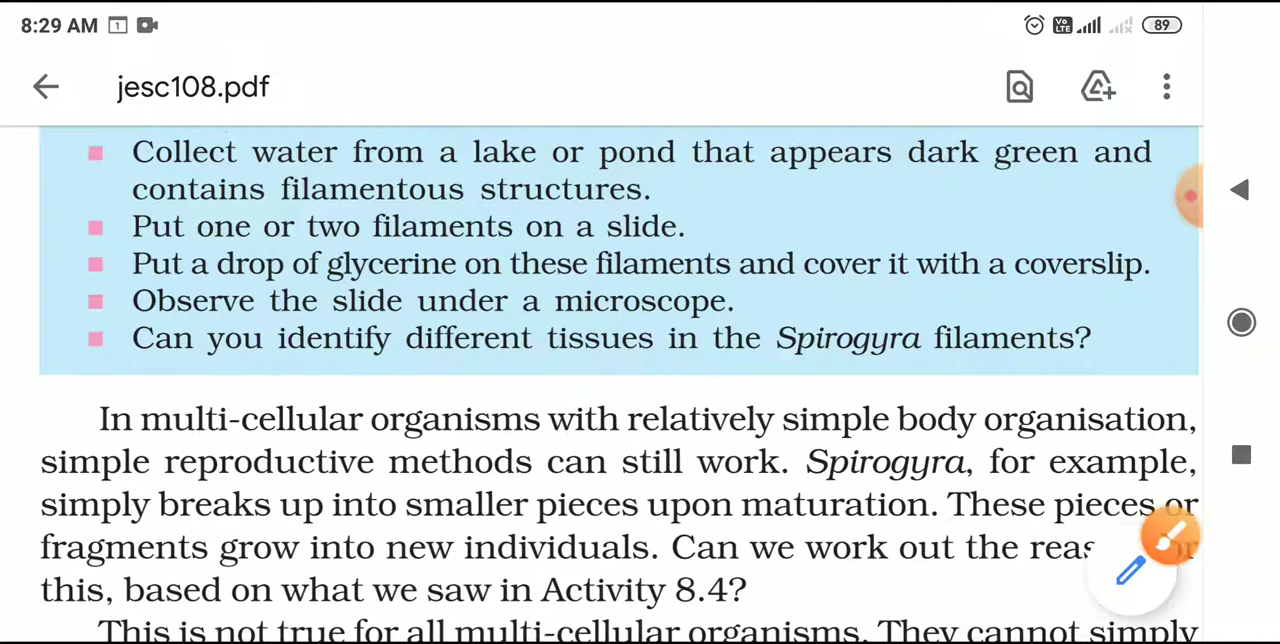 8:29 AM 1
Vo LTE 89
jesc108.pdf
Collect water from a lake or pond that appears dark green and
contains filamentous structures.
Put one or two filaments on a slide.
Put a drop of glycerine on these filaments and cover it with a coverslip.
Observe the slide under a microscope.
Can you identify different tissues in the Spirogyra filaments?
In multi-cellular organisms with relatively simple body organisation,
simple reproductive methods can still work. Spirogyra, for example,
simply breaks up into smaller pieces upon maturation. These pieces or
fragments grow into new individuals. Can we work out the
this, based on what we saw in Activity 8.4?
This is not true for all multi-cellular organisms. They cannot simply